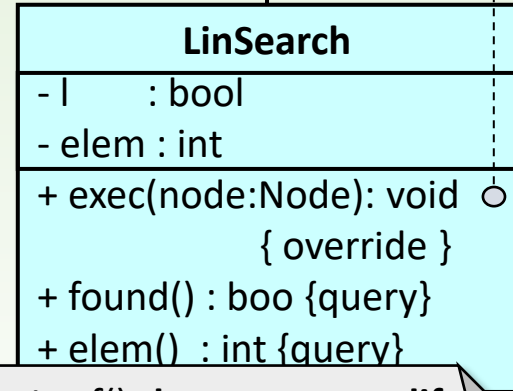 LinSearch
- l : bool
- elem : int
+ exec(node:Node): void
{ override }
+ found() : boo {query}
+ elem() : int {query}